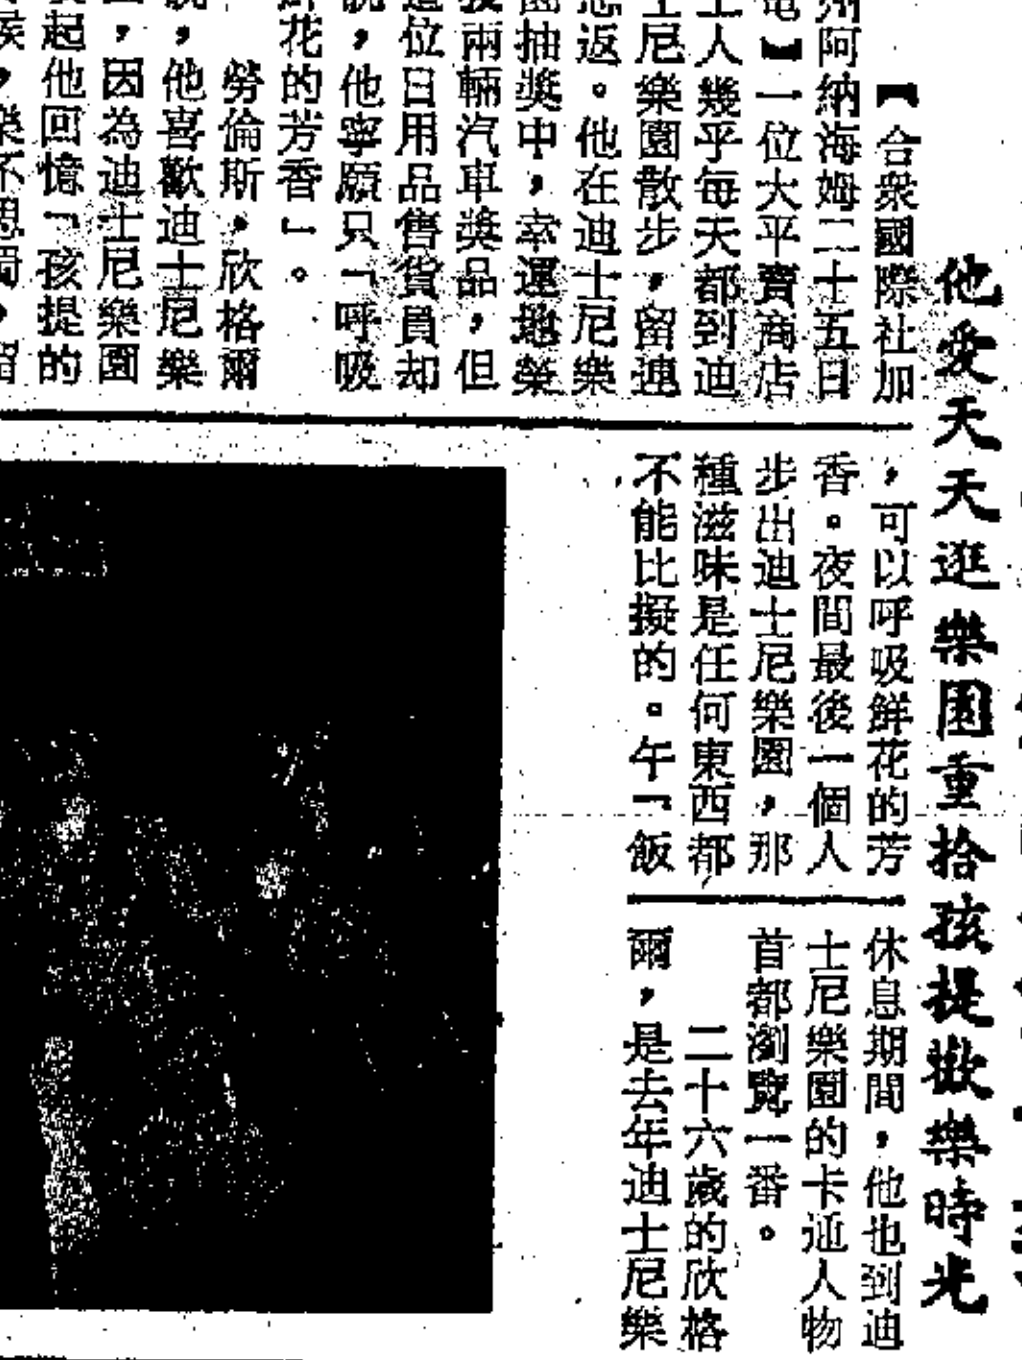 他愛天天逛樂園重拾孩提歡樂時光
【合衆國際社加
州阿納海姆二十五日
電】一位大平賣商店
士人幾乎每天都到迪
士尼樂園散步，留連
忘返。他在迪士尼樂
園抽獎中，幸運地榮
獲兩輛汽車獎品，但
這位日用品售貨員却
說，他寧願只「呼吸
鮮花的芳香」。
勞倫斯·欣格爾
說，他喜歡迪士尼樂
，因為迪士尼樂園
起他回憶「孩提的
候，樂不思蜀，留
，可以呼吸鮮花的芳
香。夜間最後一個人
步出迪士尼樂園，那
種滋味是任何東西都
不能比擬的。午「飯
休息期間，他也到迪
士尼樂園的卡通人物
首都瀏覽一番。
二十六歲的欣格
爾，是去年迪士尼樂